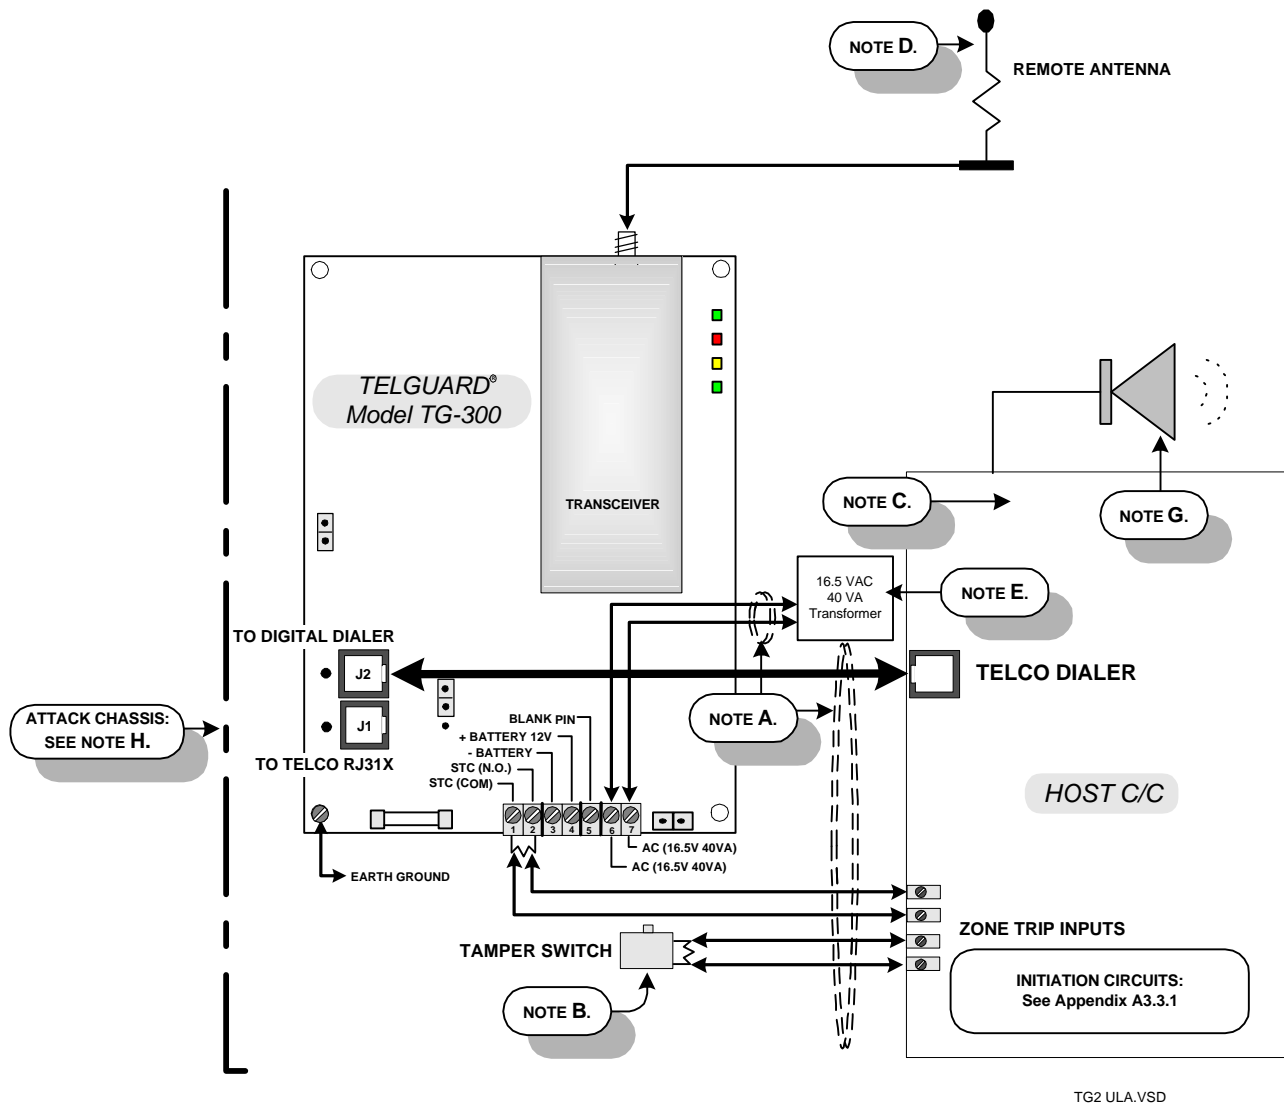 NOTE D.
REMOTE ANTENNA
TELGUARD®
Model TG-300
TRANSCEIVER
NOTE C.
NOTE G.
16.5 VAC
40 VA
Transformer
NOTE E.
TO DIGITAL DIALER
J2
TELCO DIALER
ATTACK CHASSIS:
SEE NOTE H.
J1
NOTE A.
BLANK PIN
+ BATTERY 12V
- BATTERY
STC (N.O.)
STC (COM)
TO TELCO RJ31X
HOST C/C
1 2 3 4 5 6 7
AC (16.5V 40VA)
AC (16.5V 40VA)
EARTH GROUND
ZONE TRIP INPUTS
TAMPER SWITCH
INITIATION CIRCUITS:
See Appendix A3.3.1
NOTE B.
TG2 ULA.VSD